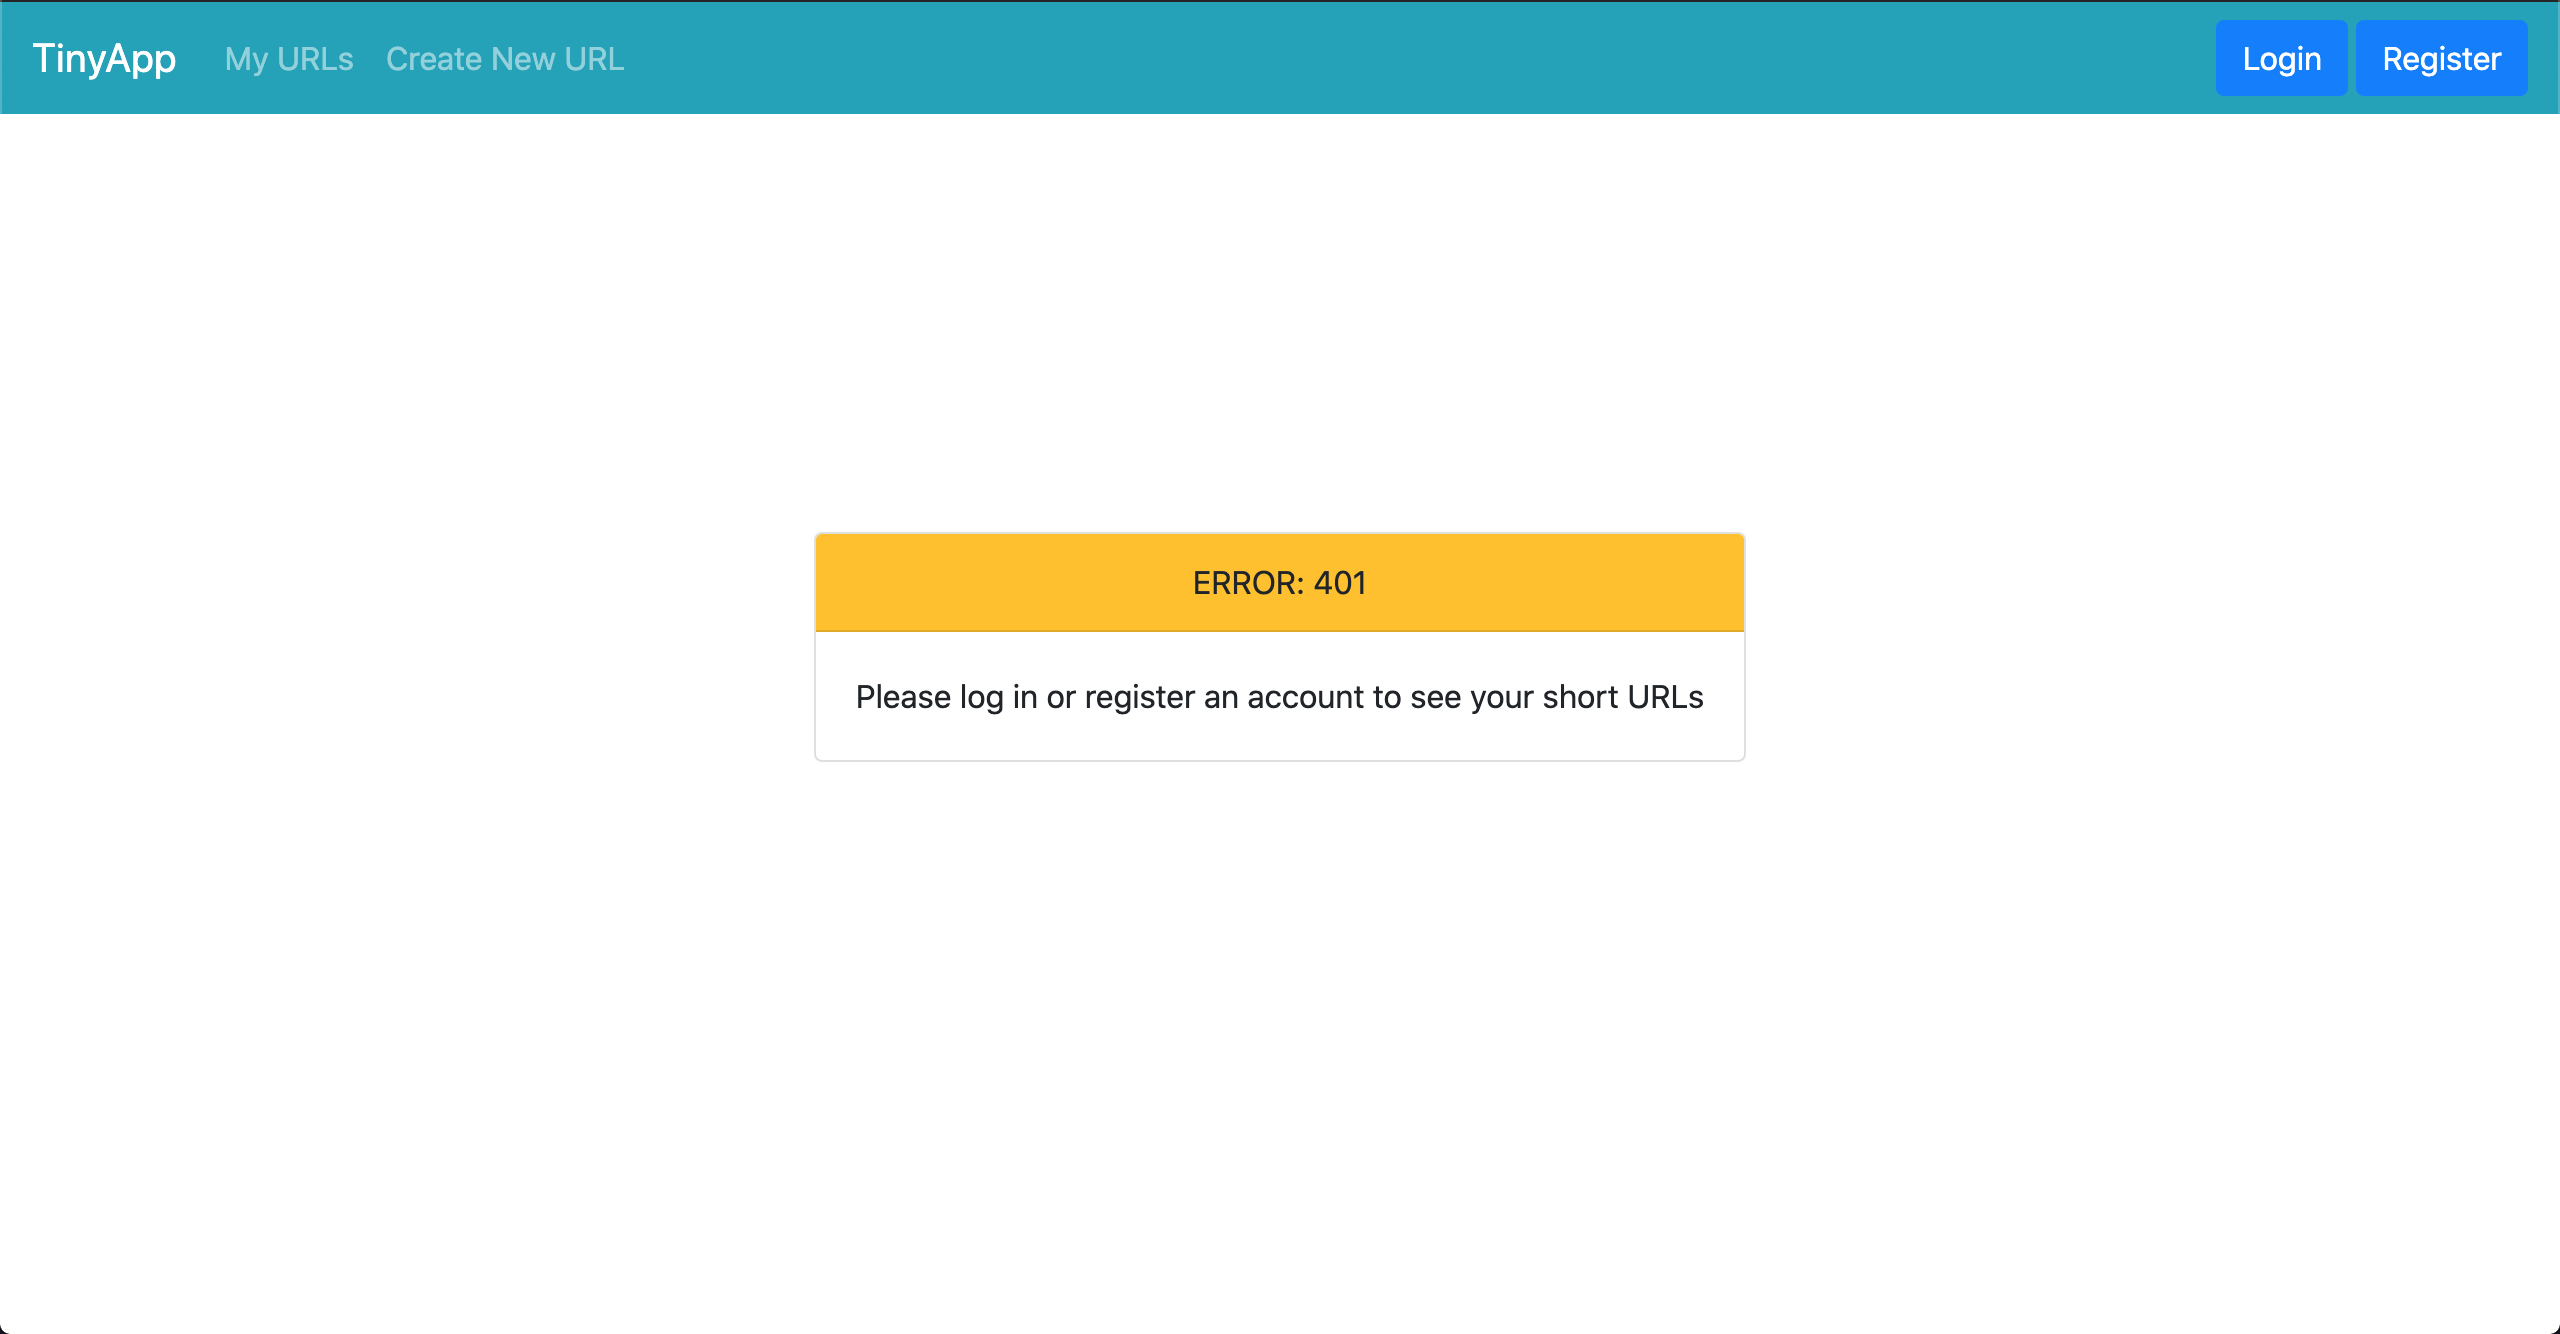 TinyApp My URLs Create New URL Login Register
ERROR: 401
Please log in or register an account to see your short URLs